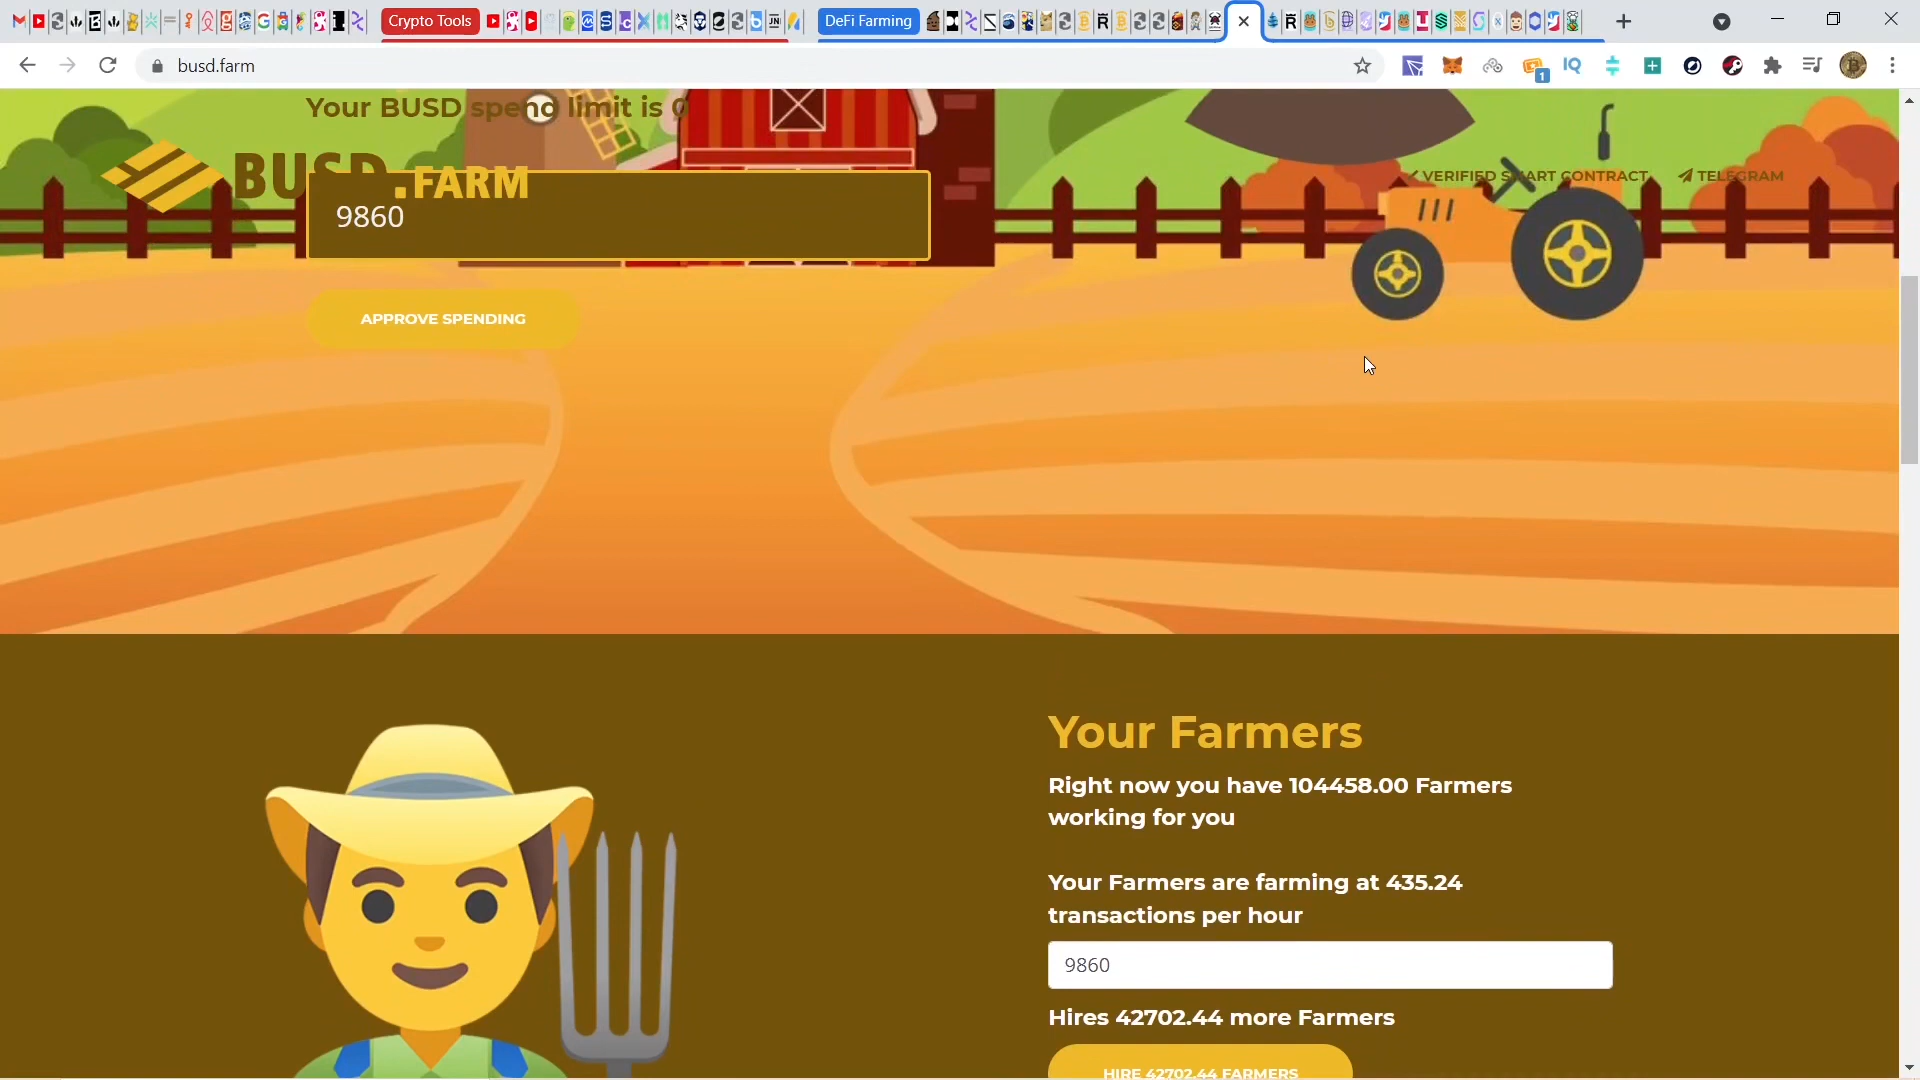 Crypto Tools
DeFi Farming
busd.farm
1
Your BUSD spend limit is 0
BUSD.FARM
VERIFIED SMART CONTRACT
TELEGRAM
9860
APPROVE SPENDING
Your Farmers
Right now you have 104458.00 Farmers
working for you
Your Farmers are farming at 435.24
transactions per hour
9860
Hires 42702.44 more Farmers
HIRE 42702.44 FARMERS